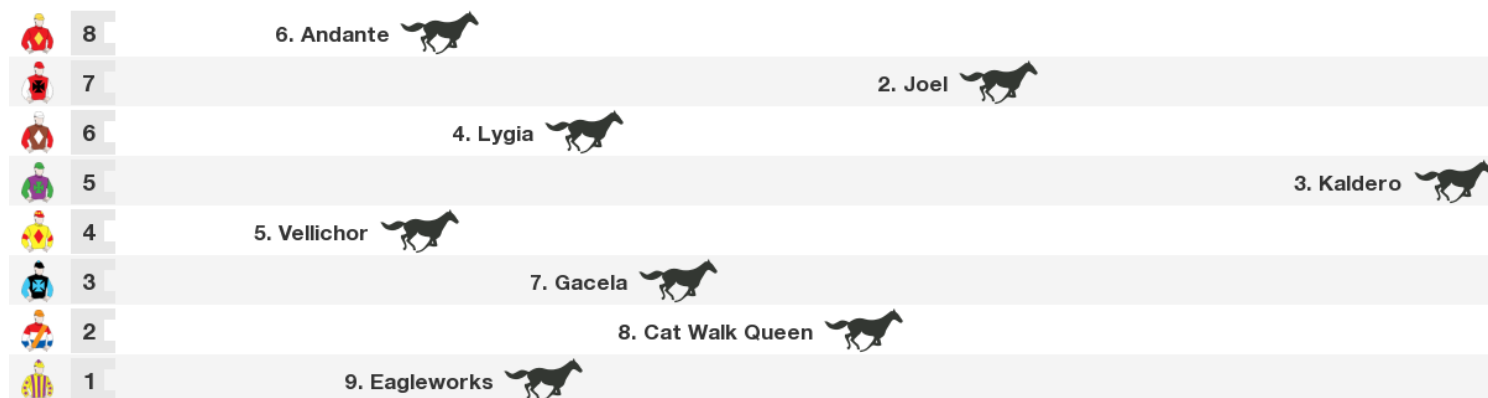 8 6. Andante
7 2. Joel
6 4. Lygia
5 3. Kaldero
4 5. Vellichor
3 7. Gacela
2 8. Cat Walk Queen
1 9. Eagleworks